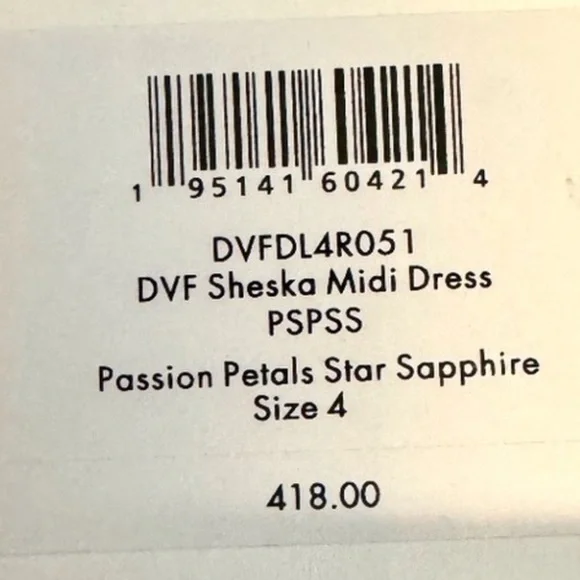 1 95141 60421 4
DVFDL4R051
DVF Sheska Midi Dress
PSPSS
Passion Petals Star Sapphire
Size 4
418.00